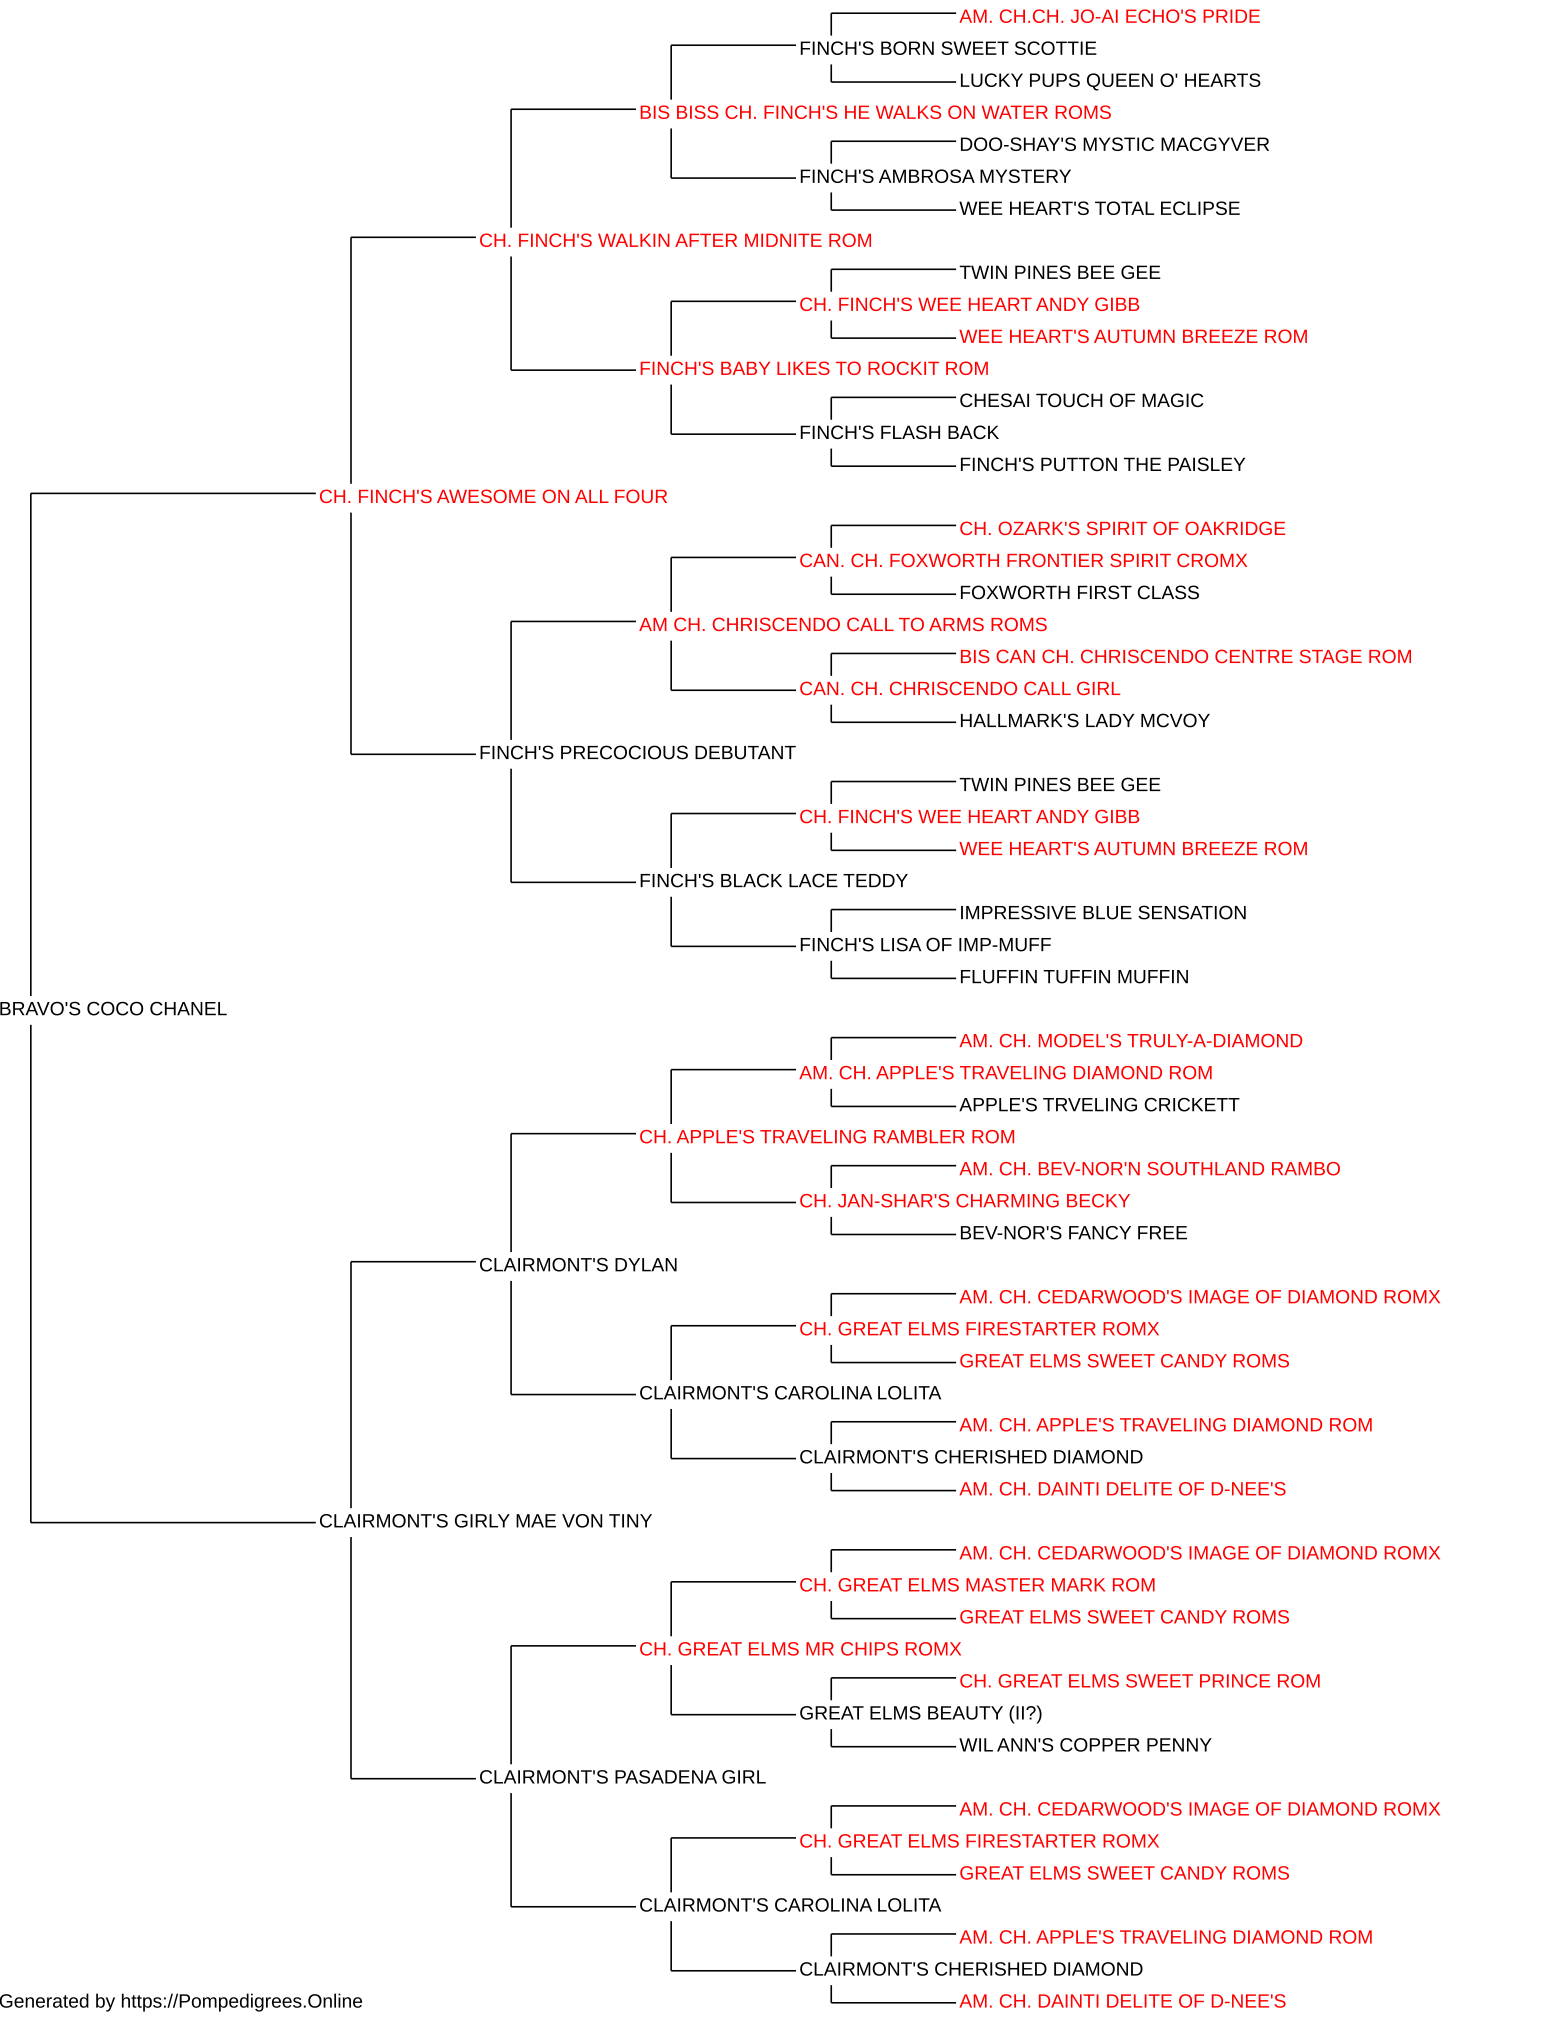 AM. CH.CH. JO-AI ECHO'S PRIDE
FINCH'S BORN SWEET SCOTTIE
LUCKY PUPS QUEEN O' HEARTS
BIS BISS CH. FINCH'S HE WALKS ON WATER ROMS
DOO-SHAY'S MYSTIC MACGYVER
FINCH'S AMBROSA MYSTERY
WEE HEART'S TOTAL ECLIPSE
CH. FINCH'S WALKIN AFTER MIDNITE ROM
TWIN PINES BEE GEE
CH. FINCH'S WEE HEART ANDY GIBB
WEE HEART'S AUTUMN BREEZE ROM
FINCH'S BABY LIKES TO ROCKIT ROM
CHESAI TOUCH OF MAGIC
FINCH'S FLASH BACK
FINCH'S PUTTON THE PAISLEY
CH. FINCH'S AWESOME ON ALL FOUR
CH. OZARK'S SPIRIT OF OAKRIDGE
CAN. CH. FOXWORTH FRONTIER SPIRIT CROMX
FOXWORTH FIRST CLASS
AM CH. CHRISCENDO CALL TO ARMS ROMS
BIS CAN CH. CHRISCENDO CENTRE STAGE ROM
CAN. CH. CHRISCENDO CALL GIRL
HALLMARK'S LADY MCVOY
FINCH'S PRECOCIOUS DEBUTANT
TWIN PINES BEE GEE
CH. FINCH'S WEE HEART ANDY GIBB
WEE HEART'S AUTUMN BREEZE ROM
FINCH'S BLACK LACE TEDDY
IMPRESSIVE BLUE SENSATION
FINCH'S LISA OF IMP-MUFF
FLUFFIN TUFFIN MUFFIN
BRAVO'S COCO CHANEL
AM. CH. MODEL'S TRULY-A-DIAMOND
AM. CH. APPLE'S TRAVELING DIAMOND ROM
APPLE'S TRVELING CRICKETT
CH. APPLE'S TRAVELING RAMBLER ROM
AM. CH. BEV-NOR'N SOUTHLAND RAMBO
CH. JAN-SHAR'S CHARMING BECKY
BEV-NOR'S FANCY FREE
CLAIRMONT'S DYLAN
AM. CH. CEDARWOOD'S IMAGE OF DIAMOND ROMX
CH. GREAT ELMS FIRESTARTER ROMX
GREAT ELMS SWEET CANDY ROMS
CLAIRMONT'S CAROLINA LOLITA
AM. CH. APPLE'S TRAVELING DIAMOND ROM
CLAIRMONT'S CHERISHED DIAMOND
AM. CH. DAINTI DELITE OF D-NEE'S
CLAIRMONT'S GIRLY MAE VON TINY
AM. CH. CEDARWOOD'S IMAGE OF DIAMOND ROMX
CH. GREAT ELMS MASTER MARK ROM
GREAT ELMS SWEET CANDY ROMS
CH. GREAT ELMS MR CHIPS ROMX
CH. GREAT ELMS SWEET PRINCE ROM
GREAT ELMS BEAUTY (II?)
WIL ANN'S COPPER PENNY
CLAIRMONT'S PASADENA GIRL
AM. CH. CEDARWOOD'S IMAGE OF DIAMOND ROMX
CH. GREAT ELMS FIRESTARTER ROMX
GREAT ELMS SWEET CANDY ROMS
CLAIRMONT'S CAROLINA LOLITA
AM. CH. APPLE'S TRAVELING DIAMOND ROM
CLAIRMONT'S CHERISHED DIAMOND
AM. CH. DAINTI DELITE OF D-NEE'S
Generated by https://Pompedigrees.Online